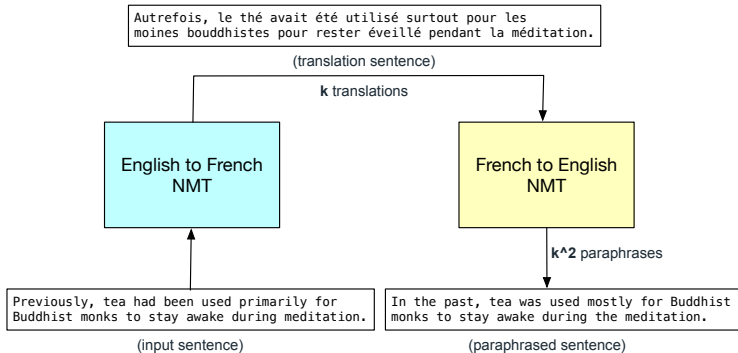 Autrefois, le thé avait été utilisé surtout pour les
moines bouddhistes pour rester éveillé pendant la méditation.
(translation sentence)
k translations
English to French
NMT
French to English
NMT
k^2 paraphrases
Previously, tea had been used primarily for
Buddhist monks to stay awake during meditation.
(input sentence)
In the past, tea was used mostly for Buddhist
monks to stay awake during the meditation.
(paraphrased sentence)